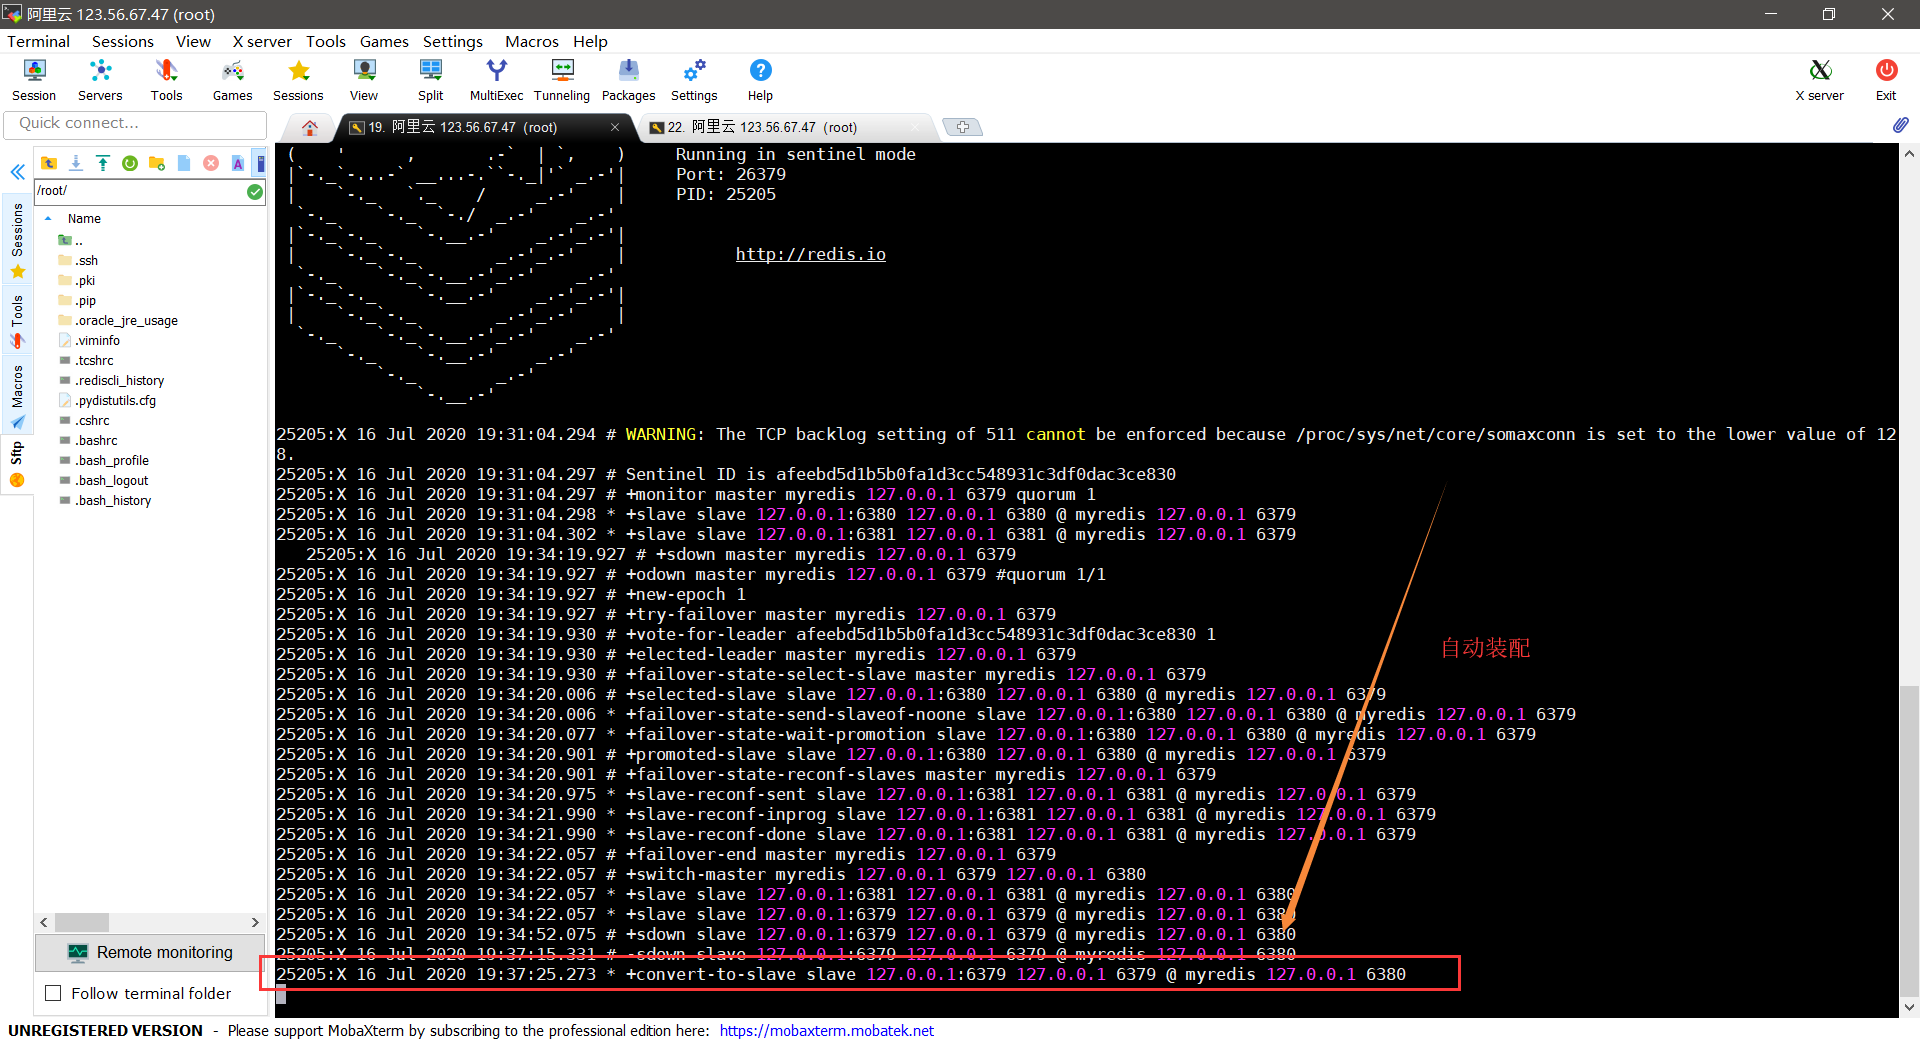 阿里云 123.56.67.47 (root)
Terminal Sessions View X server Tools Games Settings Macros Help
Session Servers Tools Games Sessions View Split MultiExec Tunneling Packages Settings Help X server Exit
Quick connect...
19. 阿里云 123.56.67.47 (root)
22. 阿里云 123.56.67.47 (root)
/root/
Name
..
.ssh
.pki
.pip
.oracle_jre_usage
.viminfo
.tcshrc
.rediscli_history
.pydistutils.cfg
.cshrc
.bashrc
.bash_profile
.bash_logout
.bash_history
Sessions
Tools
Macros
Sftp
Remote monitoring
Follow terminal folder
Running in sentinel mode
Port: 26379
PID: 25205
http://redis.io
25205:X 16 Jul 2020 19:31:04.294 # WARNING: The TCP backlog setting of 511 cannot be enforced because /proc/sys/net/core/somaxconn is set to the lower value of 12
8.
25205:X 16 Jul 2020 19:31:04.297 # Sentinel ID is afeebd5d1b5b0fa1d3cc548931c3df0dac3ce830
25205:X 16 Jul 2020 19:31:04.297 # +monitor master myredis 127.0.0.1 6379 quorum 1
25205:X 16 Jul 2020 19:31:04.298 * +slave slave 127.0.0.1:6380 127.0.0.1 6380 @ myredis 127.0.0.1 6379
25205:X 16 Jul 2020 19:31:04.302 * +slave slave 127.0.0.1:6381 127.0.0.1 6381 @ myredis 127.0.0.1 6379
25205:X 16 Jul 2020 19:34:19.927 # +sdown master myredis 127.0.0.1 6379
25205:X 16 Jul 2020 19:34:19.927 # +odown master myredis 127.0.0.1 6379 #quorum 1/1
25205:X 16 Jul 2020 19:34:19.927 # +new-epoch 1
25205:X 16 Jul 2020 19:34:19.927 # +try-failover master myredis 127.0.0.1 6379
25205:X 16 Jul 2020 19:34:19.930 # +vote-for-leader afeebd5d1b5b0fa1d3cc548931c3df0dac3ce830 1
25205:X 16 Jul 2020 19:34:19.930 # +elected-leader master myredis 127.0.0.1 6379
25205:X 16 Jul 2020 19:34:19.930 # +failover-state-select-slave master myredis 127.0.0.1 6379
25205:X 16 Jul 2020 19:34:20.006 # +selected-slave slave 127.0.0.1:6380 127.0.0.1 6380 @ myredis 127.0.0.1 6379
25205:X 16 Jul 2020 19:34:20.006 * +failover-state-send-slaveof-noone slave 127.0.0.1:6380 127.0.0.1 6380 @ myredis 127.0.0.1 6379
25205:X 16 Jul 2020 19:34:20.077 * +failover-state-wait-promotion slave 127.0.0.1:6380 127.0.0.1 6380 @ myredis 127.0.0.1 6379
25205:X 16 Jul 2020 19:34:20.901 # +promoted-slave slave 127.0.0.1:6380 127.0.0.1 6380 @ myredis 127.0.0.1 6379
25205:X 16 Jul 2020 19:34:20.901 # +failover-state-reconf-slaves master myredis 127.0.0.1 6379
25205:X 16 Jul 2020 19:34:20.975 * +slave-reconf-sent slave 127.0.0.1:6381 127.0.0.1 6381 @ myredis 127.0.0.1 6379
25205:X 16 Jul 2020 19:34:21.990 * +slave-reconf-inprog slave 127.0.0.1:6381 127.0.0.1 6381 @ myredis 127.0.0.1 6379
25205:X 16 Jul 2020 19:34:21.990 * +slave-reconf-done slave 127.0.0.1:6381 127.0.0.1 6381 @ myredis 127.0.0.1 6379
25205:X 16 Jul 2020 19:34:22.057 # +failover-end master myredis 127.0.0.1 6379
25205:X 16 Jul 2020 19:34:22.057 # +switch-master myredis 127.0.0.1 6379 127.0.0.1 6380
25205:X 16 Jul 2020 19:34:22.057 * +slave slave 127.0.0.1:6381 127.0.0.1 6381 @ myredis 127.0.0.1 6380
25205:X 16 Jul 2020 19:34:22.057 * +slave slave 127.0.0.1:6379 127.0.0.1 6379 @ myredis 127.0.0.1 6380
25205:X 16 Jul 2020 19:34:52.075 # +sdown slave 127.0.0.1:6379 127.0.0.1 6379 @ myredis 127.0.0.1 6380
25205:X 16 Jul 2020 19:37:15.331 # -sdown slave 127.0.0.1:6379 127.0.0.1 6379 @ myredis 127.0.0.1 6380
25205:X 16 Jul 2020 19:37:25.273 * +convert-to-slave slave 127.0.0.1:6379 127.0.0.1 6379 @ myredis 127.0.0.1 6380
自动装配
UNREGISTERED VERSION - Please support MobaXterm by subscribing to the professional edition here: https://mobaxterm.mobatek.net